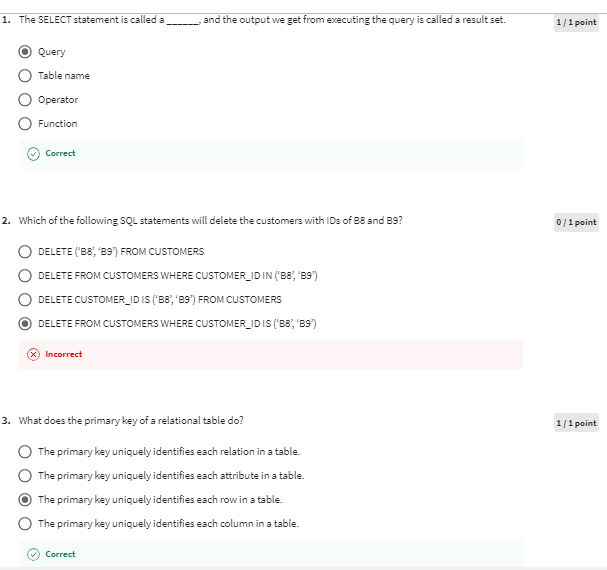 1. The SELECT statement is called a ______, and the output we get from executing the query is called a result set.
1 / 1 point
Query
Table name
Operator
Function
Correct
2. Which of the following SQL statements will delete the customers with IDs of B8 and B9?
0 / 1 point
DELETE (‘B8’, ‘B9’) FROM CUSTOMERS
DELETE FROM CUSTOMERS WHERE CUSTOMER_ID IN (‘B8’, ‘B9’)
DELETE CUSTOMER_ID IS (‘B8’, ‘B9’) FROM CUSTOMERS
DELETE FROM CUSTOMERS WHERE CUSTOMER_ID IS (‘B8’, ‘B9’)
Incorrect
3. What does the primary key of a relational table do?
1 / 1 point
The primary key uniquely identifies each relation in a table.
The primary key uniquely identifies each attribute in a table.
The primary key uniquely identifies each row in a table.
The primary key uniquely identifies each column in a table.
Correct